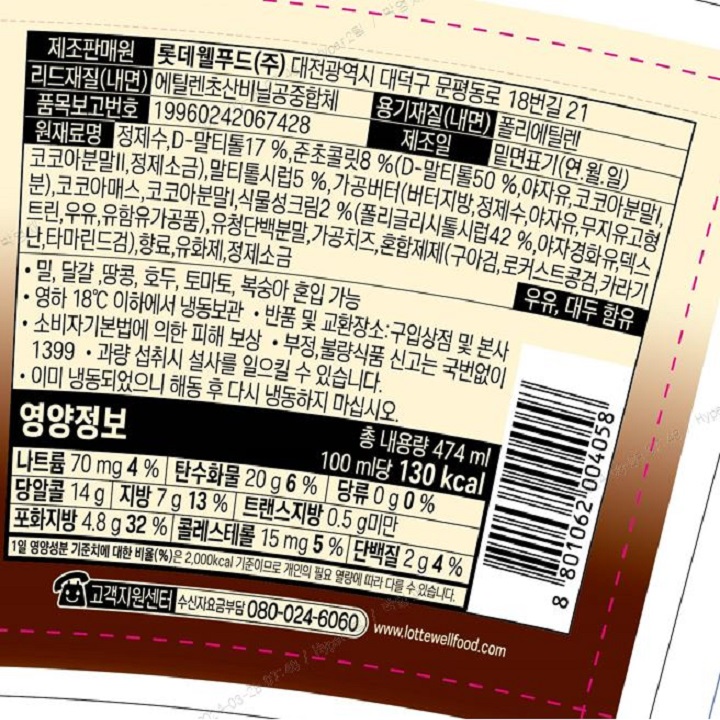 제조판매원 롯데웰푸드(주) 대전광역시 대덕구 문평동로 18번길 21
리드재질(내면) 에틸렌초산비닐공중합체 용기재질(내면) 폴리에틸렌
품목보고번호 19960242067428 제조일 밑면표기(연.월.일)
원재료명 정제수,D-말티톨17 %,준초콜릿8 %(D-말티톨50 %,야자유,코코아분말I,
코코아분말II,정제소금),말티톨시럽5 %,가공버터(버터지방,정제수,야자유,무지유고형
분),코코아매스,코코아분말I,식물성크림2 %(폴리글리시톨시럽42 %,야자경화유,덱스
트린,우유,유함유가공품),유청단백분말,가공치즈,혼합제제(구아검,로커스트콩검,카라기
난,타마린드검),향료,유화제,정제소금
우유, 대두 함유
• 밀, 달걀 ,땅콩, 호두, 토마토, 복숭아 혼입 가능
• 영하 18℃ 이하에서 냉동보관 • 반품 및 교환장소:구입상점 및 본사
• 소비자기본법에 의한 피해 보상 • 부정,불량식품 신고는 국번없이
1399 • 과량 섭취시 설사를 일으킬 수 있습니다.
• 이미 냉동되었으니 해동 후 다시 냉동하지 마십시오.
영양정보 총 내용량 474 ml
100 ml당 130 kcal
나트륨 70 mg 4 % 탄수화물 20 g 6 % 당류 0 g 0 %
당알콜 14 g 지방 7 g 13 % 트랜스지방 0.5 g미만
포화지방 4.8 g 32 % 콜레스테롤 15 mg 5 % 단백질 2 g 4 %
1일 영양성분 기준치에 대한 비율(%)은 2,000kcal 기준이므로 개인의 필요 열량에 따라 다를 수 있습니다.
8 801062 004058
고객지원센터 수신자요금부담 080-024-6060 www.lottewellfood.com